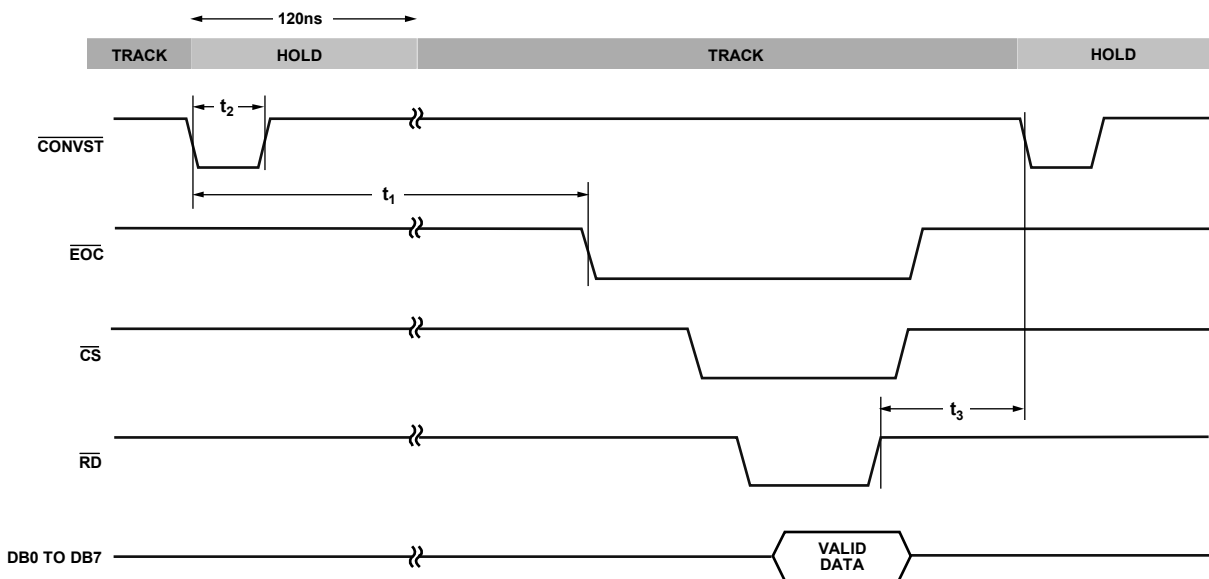 120ns
TRACK HOLD TRACK HOLD
t2
CONVST
t1
EOC
CS
t3
RD
DB0 TO DB7
VALID
DATA